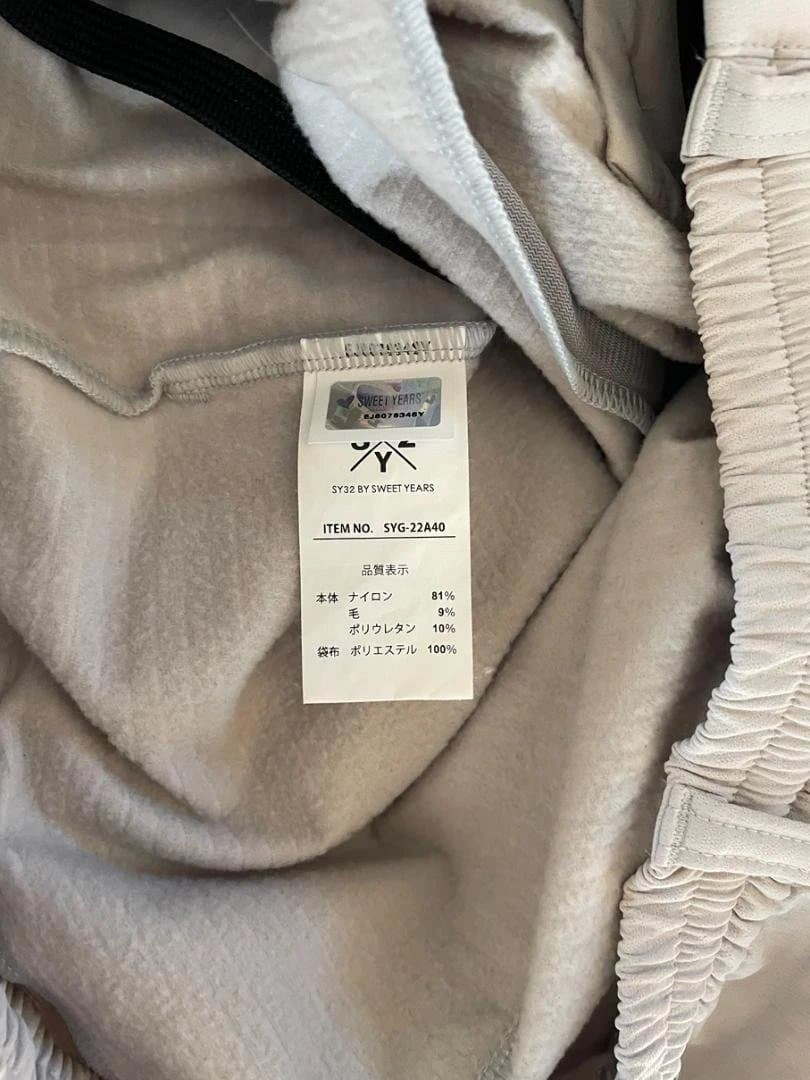 SWEET YEARS
Y
SY32 BY SWEET YEARS
ITEM NO. SYG-22A40
品質表示
本体 ナイロン 81%
毛 9%
ポリウレタン 10%
袋布 ポリエステル 100%